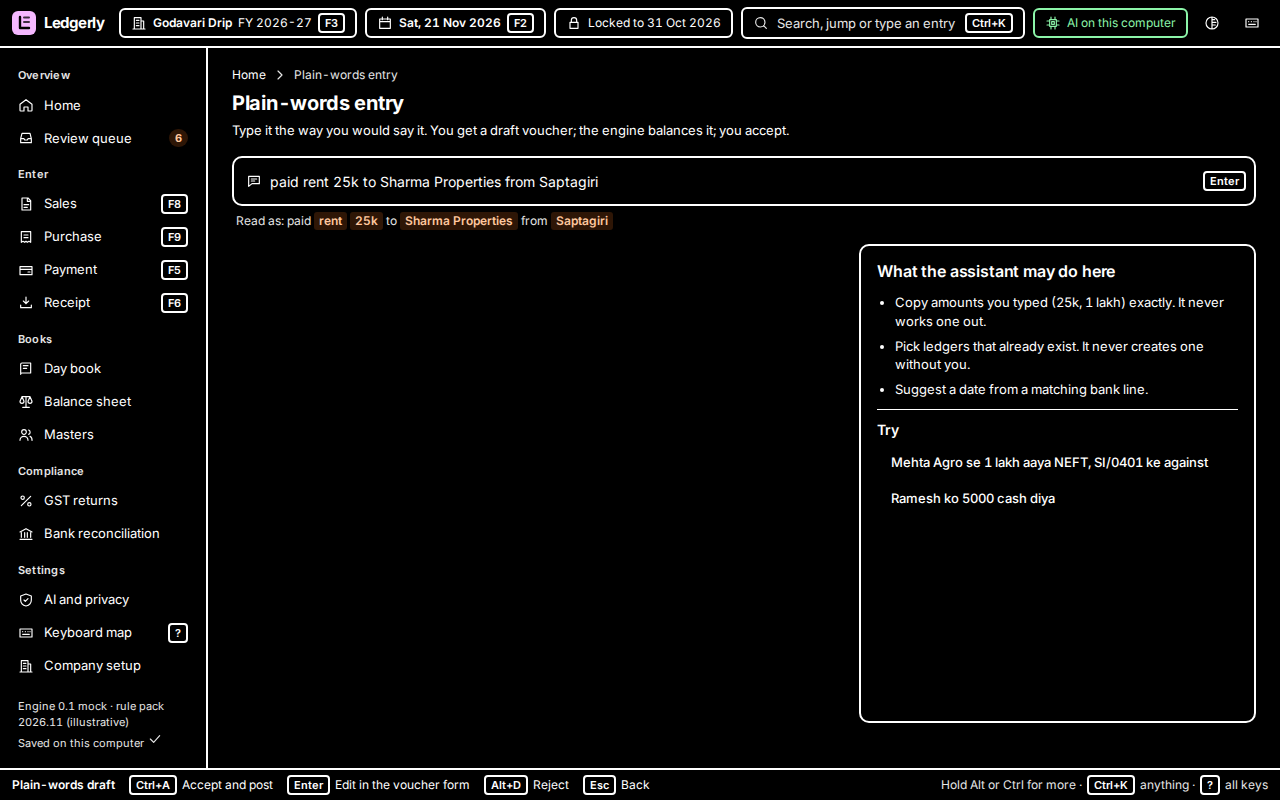 Ledgerly
Godavari Drip FY 2026-27 F3
Sat, 21 Nov 2026 F2
Locked to 31 Oct 2026
Search, jump or type an entry Ctrl+K
AI on this computer
Overview
Home
Review queue 6
Enter
Sales F8
Purchase F9
Payment F5
Receipt F6
Books
Day book
Balance sheet
Masters
Compliance
GST returns
Bank reconciliation
Settings
AI and privacy
Keyboard map ?
Company setup
Engine 0.1 mock · rule pack
2026.11 (illustrative)
Saved on this computer
Home > Plain-words entry
Plain-words entry
Type it the way you would say it. You get a draft voucher; the engine balances it; you accept.
paid rent 25k to Sharma Properties from Saptagiri Enter
Read as: paid rent 25k to Sharma Properties from Saptagiri
What the assistant may do here
• Copy amounts you typed (25k, 1 lakh) exactly. It never
works one out.
• Pick ledgers that already exist. It never creates one
without you.
• Suggest a date from a matching bank line.
Try
Mehta Agro se 1 lakh aaya NEFT, SI/0401 ke against
Ramesh ko 5000 cash diya
Plain-words draft Ctrl+A Accept and post Enter Edit in the voucher form Alt+D Reject Esc Back
Hold Alt or Ctrl for more · Ctrl+K anything · ? all keys